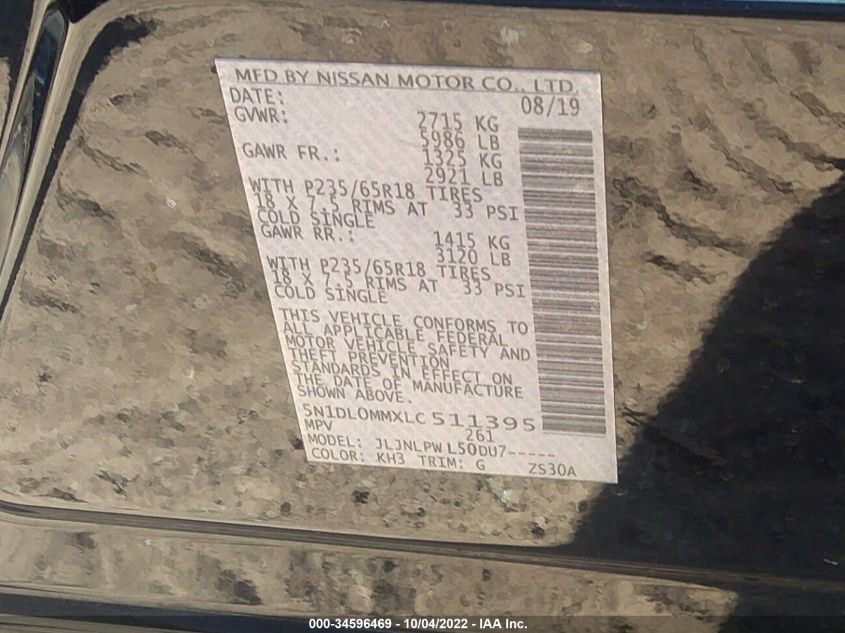 MFD BY NISSAN MOTOR CO., LTD.
DATE: 08/19
GVWR: 2715 KG
5986 LB
GAWR FR.: 1325 KG
2921 LB
WITH P235/65R18 TIRES
18 X 7.5 RIMS AT 33 PSI
COLD SINGLE
GAWR RR.: 1415 KG
3120 LB
WITH P235/65R18 TIRES
18 X 7.5 RIMS AT 33 PSI
COLD SINGLE
THIS VEHICLE CONFORMS TO
ALL APPLICABLE FEDERAL
MOTOR VEHICLE SAFETY AND
THEFT PREVENTION
STANDARDS IN EFFECT ON
THE DATE OF MANUFACTURE
SHOWN ABOVE.
5N1DL0MMXLC511395
MPV 261
MODEL: JLJNLPWL50DU7-----
COLOR: KH3 TRIM: G ZS30A
000-34596469 - 10/04/2022 - IAA Inc.